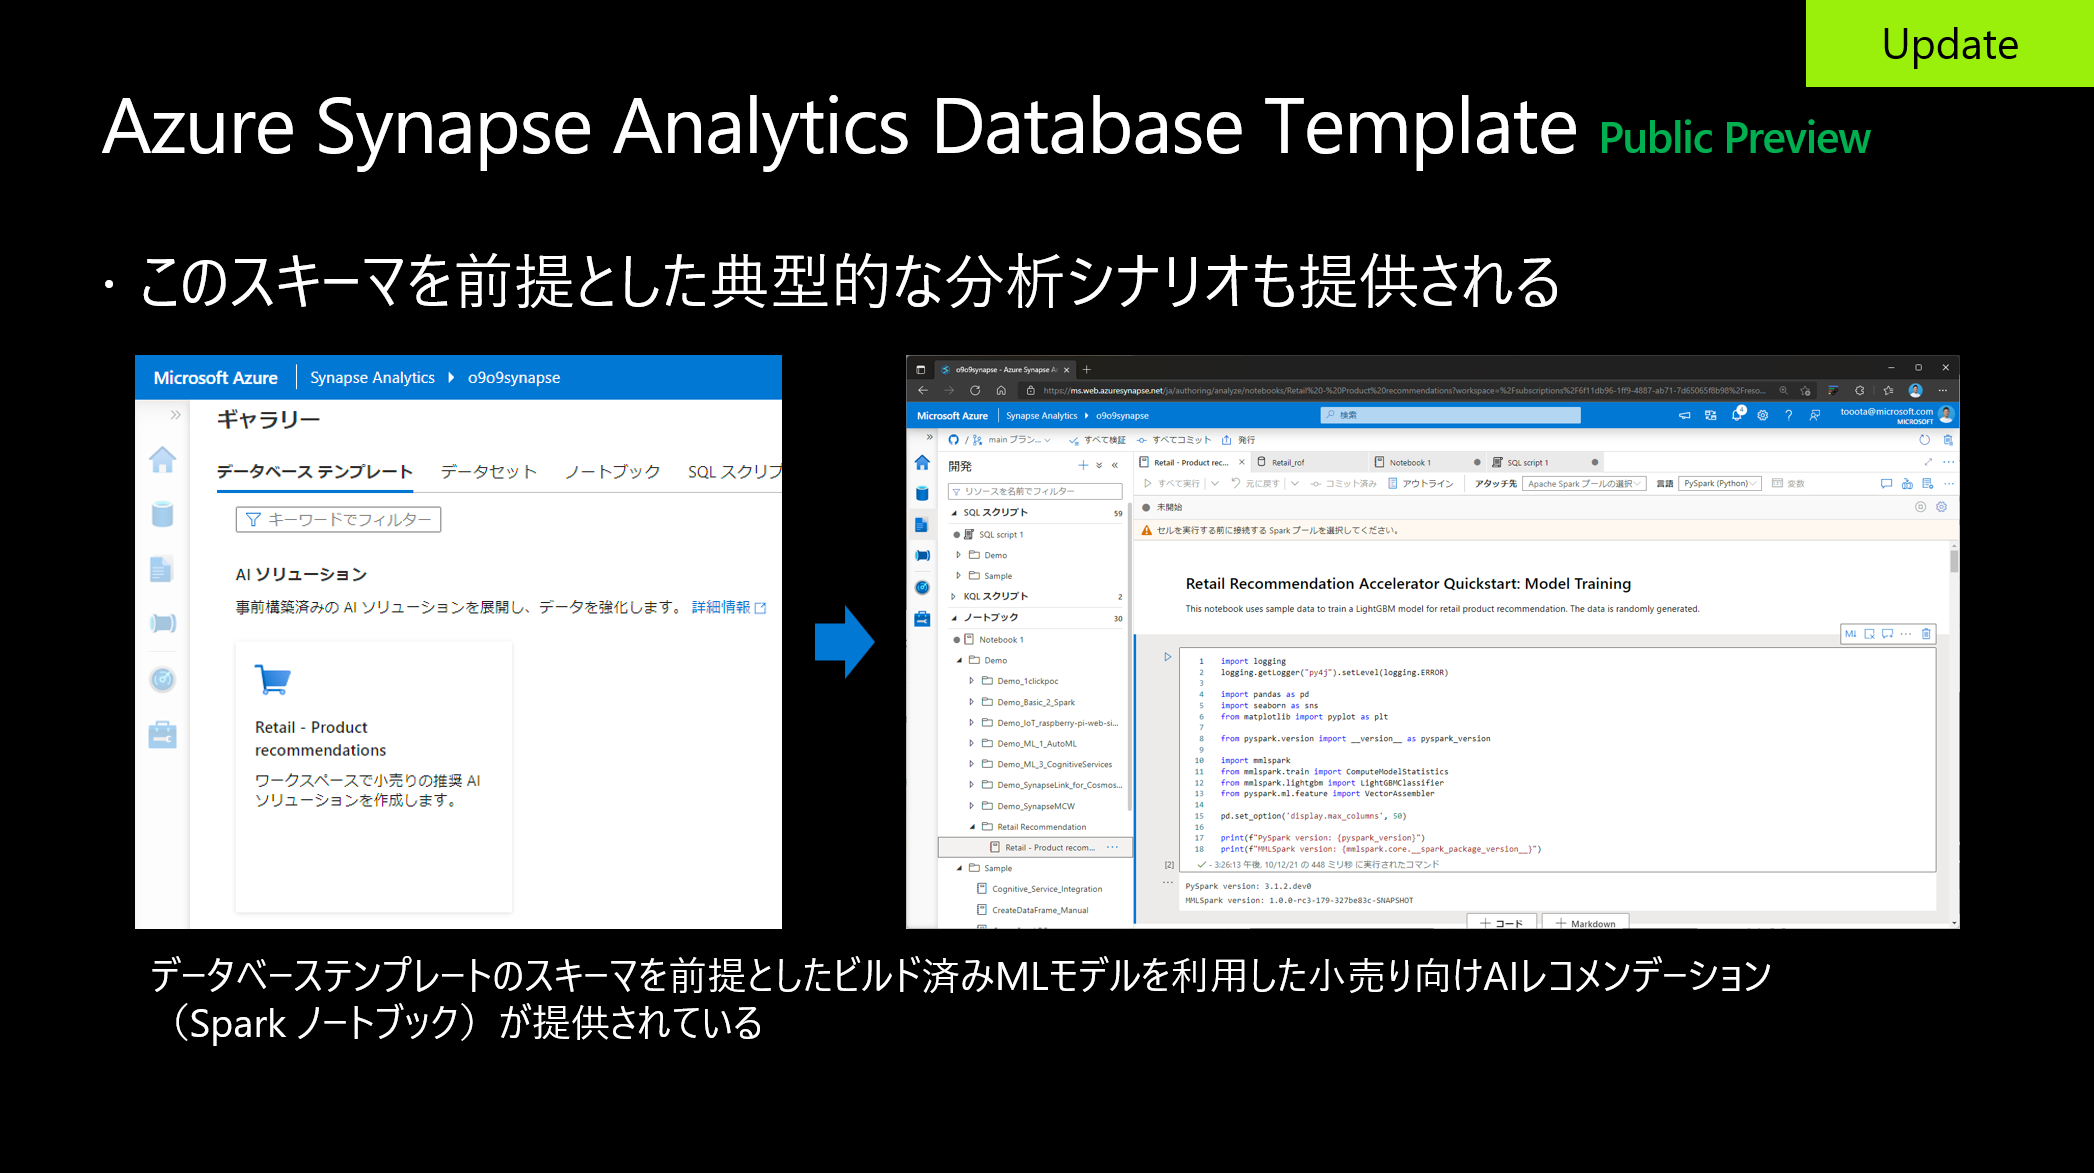 Update
Azure Synapse Analytics Database Template Public Preview
・このスキーマを前提とした典型的な分析シナリオも提供される
Microsoft Azure Synapse Analytics o9o9synapse
ギャラリー
データベース テンプレート データセット ノートブック SQL スクリプ
キーワードでフィルター
AI ソリューション
事前構築済みの AI ソリューションを展開し、データを強化します。 詳細情報
Retail - Product
recommendations
ワークスペースで小売りの推奨 AI
ソリューションを作成します。
o9o9synapse - Azure Synapse A
Microsoft Azure Synapse Analytics o9o9synapse
検索
4
tooota@microsoft.com
MICROSOFT
/ main ブラン... すべて検証 すべてコミット 発行
開発
リソースを名前でフィルター
SQL スクリプト 59
SQL script 1
Demo
Sample
KQL スクリプト 2
ノートブック 30
Notebook 1
Demo
Demo_1clickpoc
Demo_Basic_2_Spark
Demo_IoT_raspberry-pi-web-si...
Demo_ML_1_AutoML
Demo_ML_3_CognitiveServices
Demo_SynapseLink_for_Cosmos...
Demo_SynapseMCW
Retail Recommendation
Retail - Product recom... ...
Sample
Cognitive_Service_Integration
CreateDataFrame_Manual
Retail - Product rec... Retail_rof Notebook 1 SQL script 1
すべて実行 元に戻す コミット済み アウトライン アタッチ先 Apache Spark プールの選択 言語 PySpark (Python) 変数
未開始
セルを実行する前に接続する Spark プールを選択してください。
Retail Recommendation Accelerator Quickstart: Model Training
This notebook uses sample data to train a LightGBM model for retail product recommendation. The data is randomly generated.
M↓
1 import logging
2 logging.getLogger("py4j").setLevel(logging.ERROR)
3
4 import pandas as pd
5 import seaborn as sns
6 from matplotlib import pyplot as plt
7
8 from pyspark.version import __version__ as pyspark_version
9
10 import mmlspark
11 from mmlspark.train import ComputeModelStatistics
12 from mmlspark.lightgbm import LightGBMClassifier
13 from pyspark.ml.feature import VectorAssembler
14
15 pd.set_option('display.max_columns', 50)
16
17 print(f"PySpark version: {pyspark_version}")
18 print(f"MMLSpark version: {mmlspark.core.__spark_package_version__}")
[2] - 3:26:13 午後, 10/12/21 の 448 ミリ秒 に実行されたコマンド
PySpark version: 3.1.2.dev0
MMLSpark version: 1.0.0-rc3-179-327be83c-SNAPSHOT
コード Markdown
データベーステンプレートのスキーマを前提としたビルド済みMLモデルを利用した小売り向けAIレコメンデーション
（Spark ノートブック）が提供されている